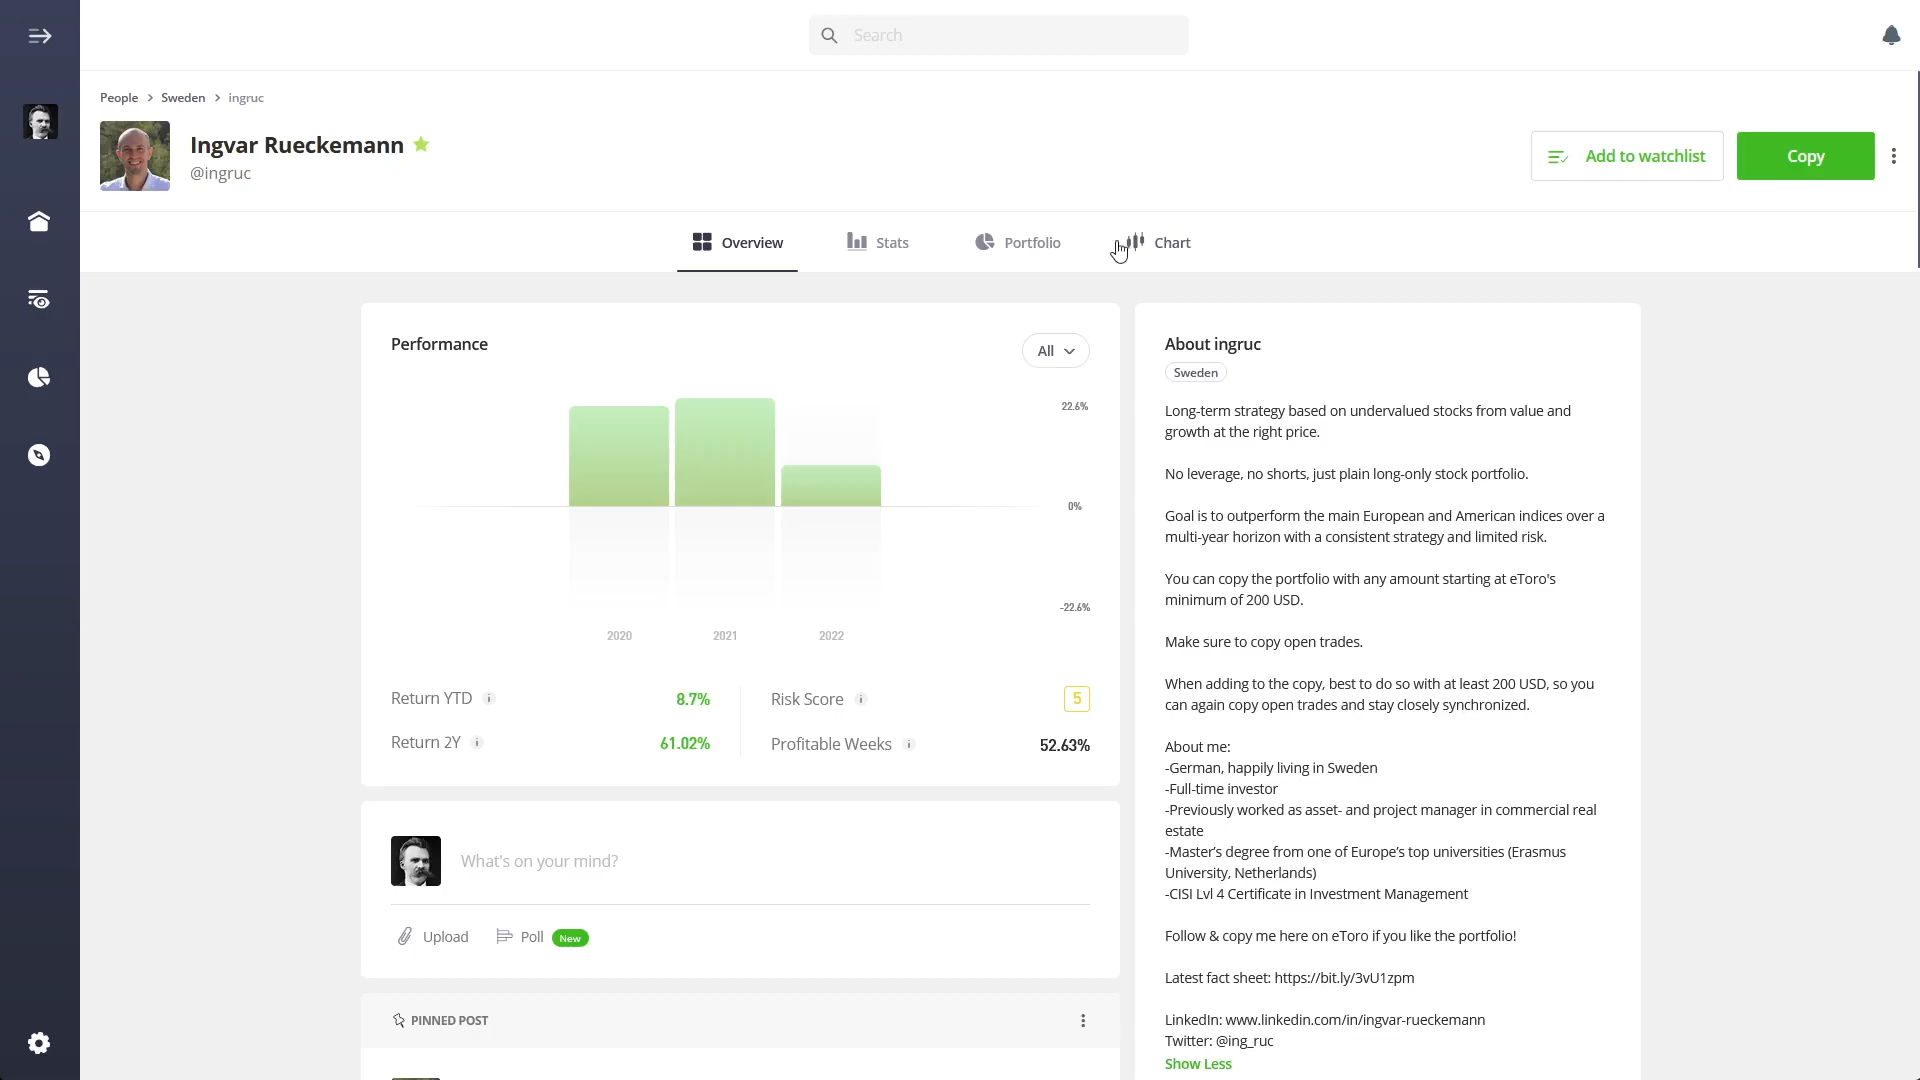 Search
People > Sweden > ingruc
Ingvar Rueckemann
@ingruc
Add to watchlist
Copy
Overview
Stats
Portfolio
Chart
Performance
All
22.6%
0%
-22.6%
2020
2021
2022
Return YTD
8.7%
Risk Score
5
Return 2Y
61.02%
Profitable Weeks
52.63%
What's on your mind?
Upload
Poll
New
PINNED POST
About ingruc
Sweden
Long-term strategy based on undervalued stocks from value and
growth at the right price.
No leverage, no shorts, just plain long-only stock portfolio.
Goal is to outperform the main European and American indices over a
multi-year horizon with a consistent strategy and limited risk.
You can copy the portfolio with any amount starting at eToro's
minimum of 200 USD.
Make sure to copy open trades.
When adding to the copy, best to do so with at least 200 USD, so you
can again copy open trades and stay closely synchronized.
About me:
-German, happily living in Sweden
-Full-time investor
-Previously worked as asset- and project manager in commercial real
estate
-Master's degree from one of Europe's top universities (Erasmus
University, Netherlands)
-CISI Lvl 4 Certificate in Investment Management
Follow & copy me here on eToro if you like the portfolio!
Latest fact sheet: https://bit.ly/3vU1zpm
LinkedIn: www.linkedin.com/in/ingvar-rueckemann
Twitter: @ing_ruc
Show Less